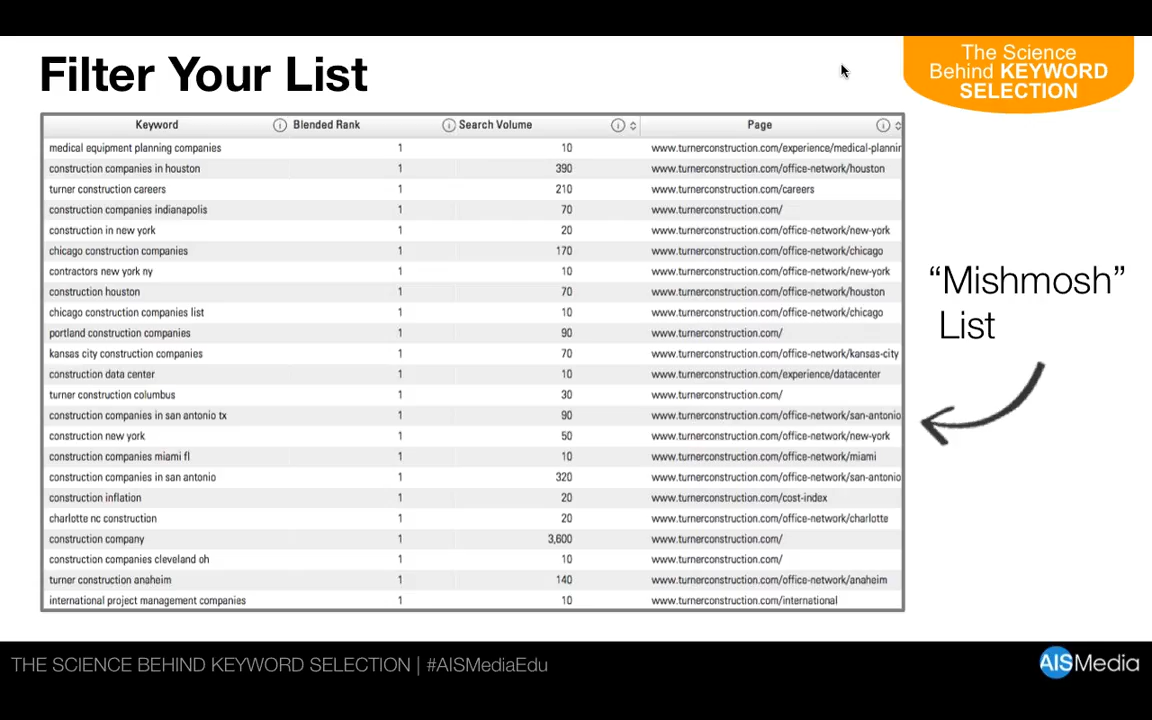 Filter Your List
The Science
Behind KEYWORD
SELECTION
Keyword Blended Rank Search Volume Page
medical equipment planning companies 1 10 www.turnerconstruction.com/experience/medical-plannin
construction companies in houston 1 390 www.turnerconstruction.com/office-network/houston
turner construction careers 1 210 www.turnerconstruction.com/careers
construction companies indianapolis 1 70 www.turnerconstruction.com/
construction in new york 1 20 www.turnerconstruction.com/office-network/new-york
chicago construction companies 1 170 www.turnerconstruction.com/office-network/chicago
contractors new york ny 1 10 www.turnerconstruction.com/office-network/new-york
construction houston 1 70 www.turnerconstruction.com/office-network/houston
chicago construction companies list 1 10 www.turnerconstruction.com/office-network/chicago
portland construction companies 1 90 www.turnerconstruction.com/
kansas city construction companies 1 70 www.turnerconstruction.com/office-network/kansas-city
construction data center 1 10 www.turnerconstruction.com/experience/datacenter
turner construction columbus 1 30 www.turnerconstruction.com/
construction companies in san antonio tx 1 90 www.turnerconstruction.com/office-network/san-antonio
construction new york 1 50 www.turnerconstruction.com/office-network/new-york
construction companies miami fl 1 10 www.turnerconstruction.com/office-network/miami
construction companies in san antonio 1 320 www.turnerconstruction.com/office-network/san-antonio
construction inflation 1 20 www.turnerconstruction.com/cost-index
charlotte nc construction 1 20 www.turnerconstruction.com/office-network/charlotte
construction company 1 3,600 www.turnerconstruction.com/
construction companies cleveland oh 1 10 www.turnerconstruction.com/
turner construction anaheim 1 140 www.turnerconstruction.com/office-network/anaheim
international project management companies 1 10 www.turnerconstruction.com/international
“Mishmosh”
List
THE SCIENCE BEHIND KEYWORD SELECTION | #AISMediaEdu
AISMedia